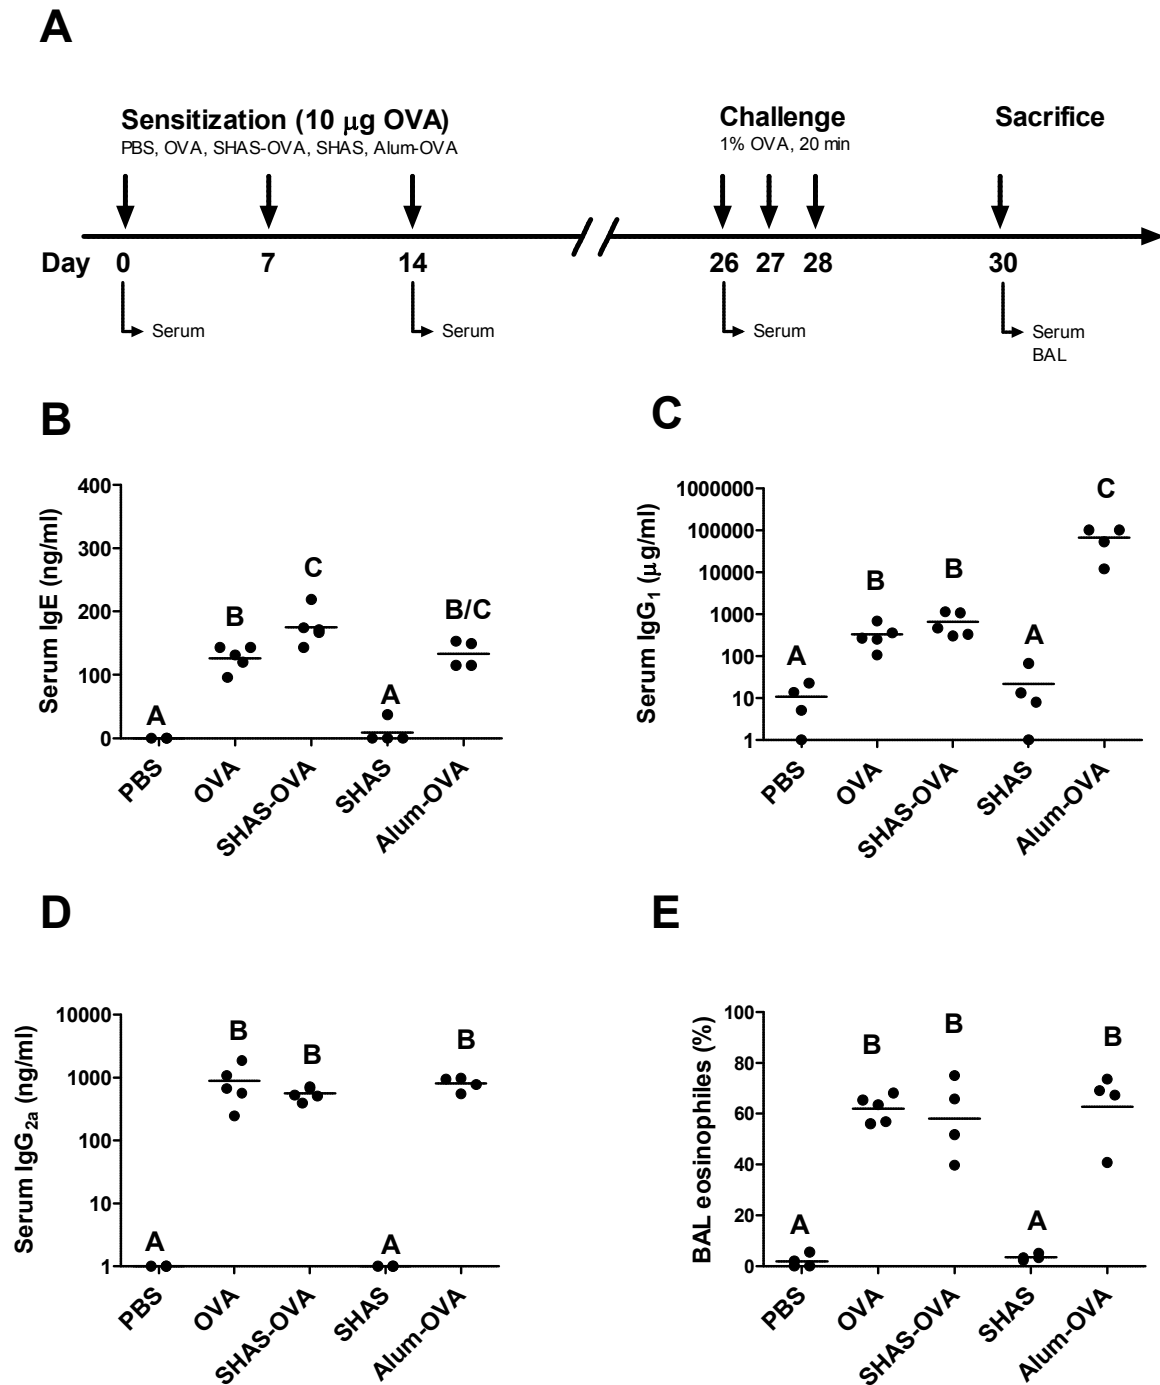 A
Sensitization (10 μg OVA)
PBS, OVA, SHAS-OVA, SHAS, Alum-OVA
Challenge
1% OVA, 20 min
Sacrifice
Day 0 7 14 26 27 28 30
Serum Serum Serum Serum
BAL
B
Serum IgE (ng/ml)
400
300
200
100
0
A B C A B/C
PBS OVA SHAS-OVA SHAS Alum-OVA
C
Serum IgG1 (μg/ml)
1000000
100000
10000
1000
100
10
1
A B B A C
PBS OVA SHAS-OVA SHAS Alum-OVA
D
Serum IgG2a (ng/ml)
10000
1000
100
10
1
A B B A B
PBS OVA SHAS-OVA SHAS Alum-OVA
E
BAL eosinophiles (%)
100
80
60
40
20
0
A B B A B
PBS OVA SHAS-OVA SHAS Alum-OVA